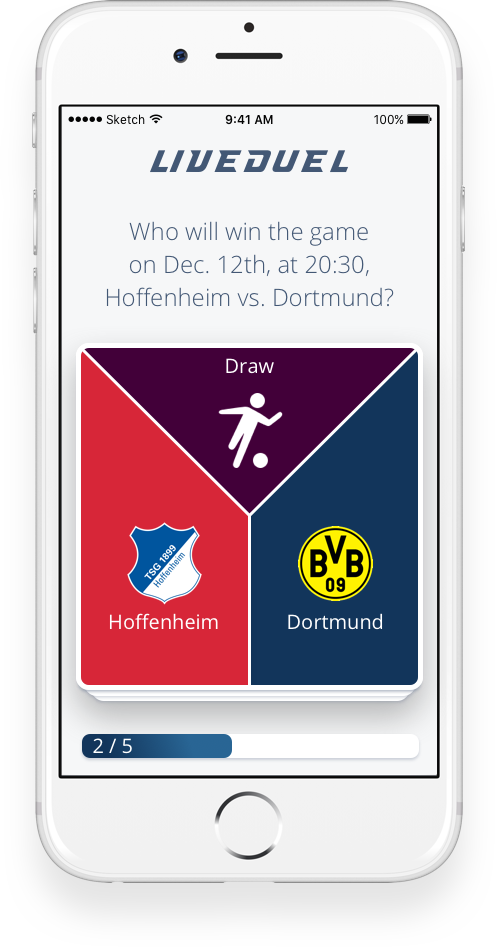 Sketch 9:41 AM 100%
LIVEDUEL
Who will win the game
on Dec. 12th, at 20:30,
Hoffenheim vs. Dortmund?
Draw
TSG 1899
Hoffenheim
BVB
09
Hoffenheim
Dortmund
2 / 5